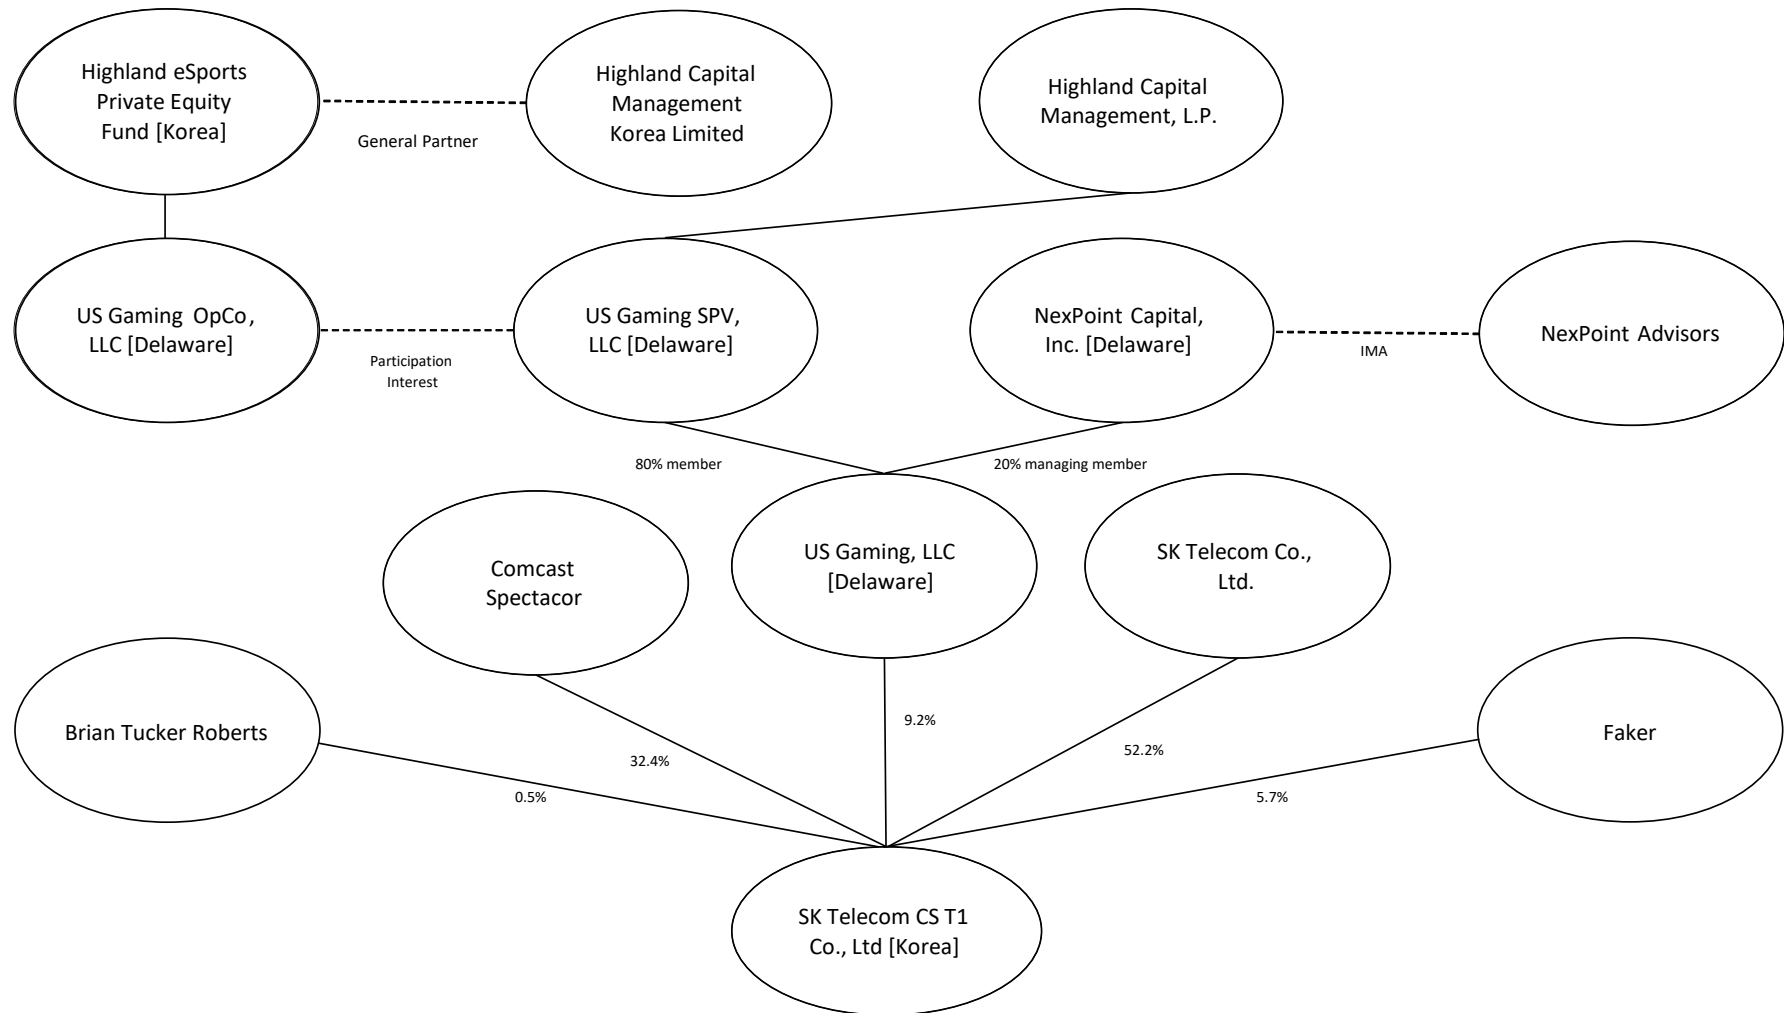 Highland eSports
Private Equity
Fund [Korea]
General Partner
Highland Capital
Management
Korea Limited
Highland Capital
Management, L.P.
US Gaming OpCo,
LLC [Delaware]
Participation
Interest
US Gaming SPV,
LLC [Delaware]
NexPoint Capital,
Inc. [Delaware]
IMA
NexPoint Advisors
80% member
20% managing member
Comcast
Spectacor
US Gaming, LLC
[Delaware]
SK Telecom Co.,
Ltd.
Brian Tucker Roberts
Faker
0.5%
32.4%
9.2%
52.2%
5.7%
SK Telecom CS T1
Co., Ltd [Korea]